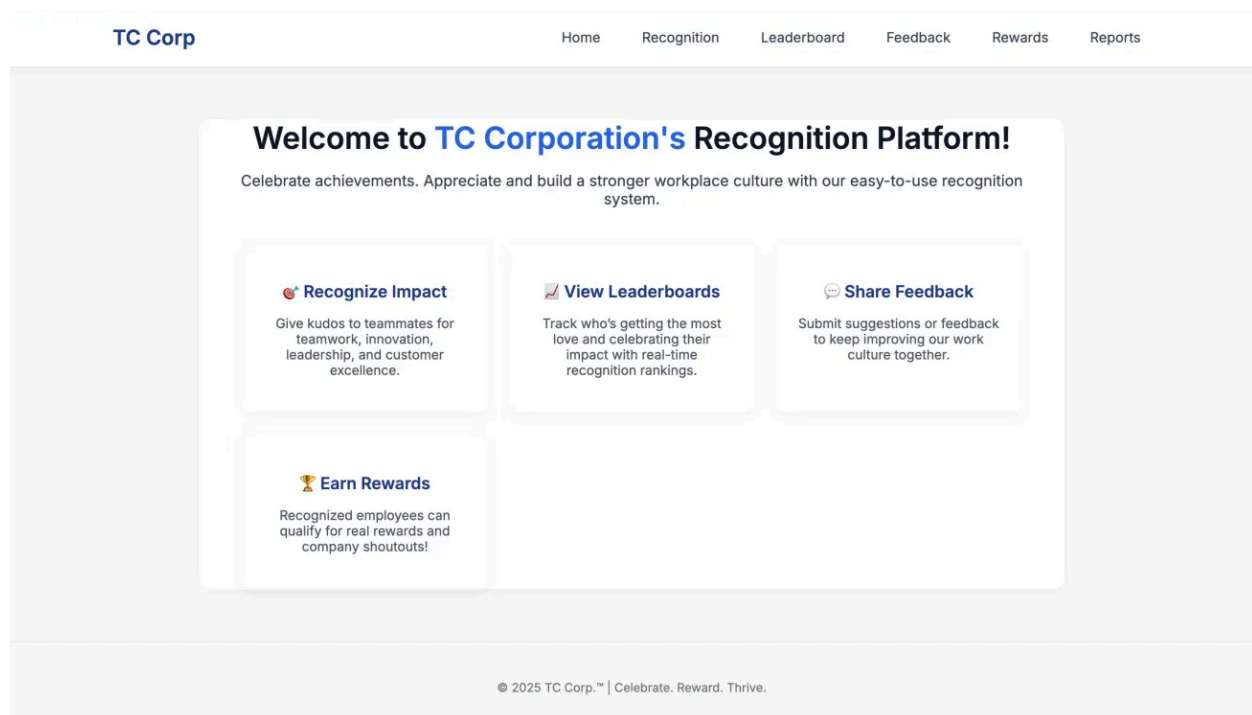 TC Corp
Home Recognition Leaderboard Feedback Rewards Reports
Welcome to TC Corporation's Recognition Platform!
Celebrate achievements. Appreciate and build a stronger workplace culture with our easy-to-use recognition
system.
🎯 Recognize Impact
Give kudos to teammates for
teamwork, innovation,
leadership, and customer
excellence.
📈 View Leaderboards
Track who’s getting the most
love and celebrating their
impact with real-time
recognition rankings.
💬 Share Feedback
Submit suggestions or feedback
to keep improving our work
culture together.
🏆 Earn Rewards
Recognized employees can
qualify for real rewards and
company shoutouts!
© 2025 TC Corp.™ | Celebrate. Reward. Thrive.